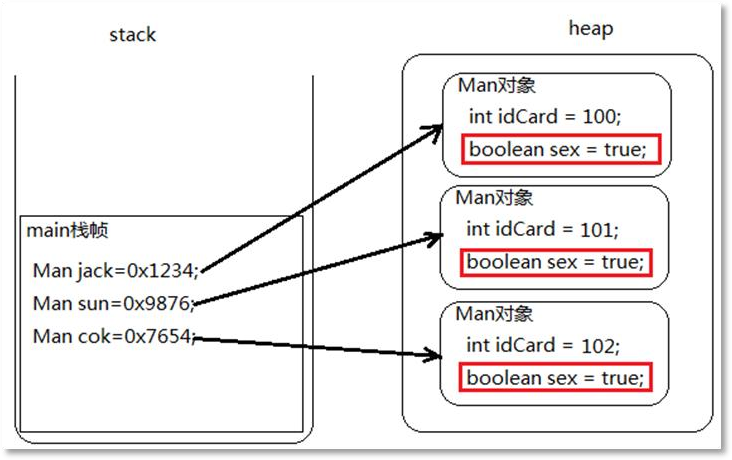 stack
main栈帧
Man jack=0x1234;
Man sun=0x9876;
Man cok=0x7654;
heap
Man对象
int idCard = 100;
boolean sex = true;
Man对象
int idCard = 101;
boolean sex = true;
Man对象
int idCard = 102;
boolean sex = true;